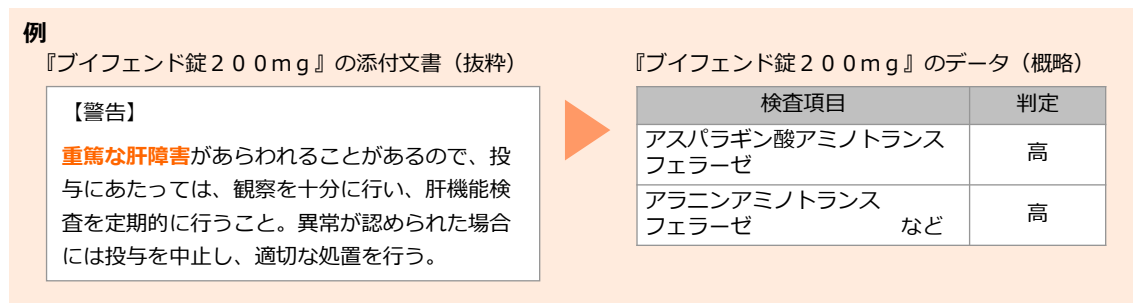 例
『ブイフェンド錠２００ｍｇ』の添付文書（抜粋）
【警告】
重篤な肝障害があらわれることがあるので、投
与にあたっては、観察を十分に行い、肝機能検
査を定期的に行うこと。異常が認められた場合
には投与を中止し、適切な処置を行う。
『ブイフェンド錠２００ｍｇ』のデータ（概略）
検査項目 判定
アスパラギン酸アミノトランス
フェラーゼ 高
アラニンアミノトランス
フェラーゼ など 高